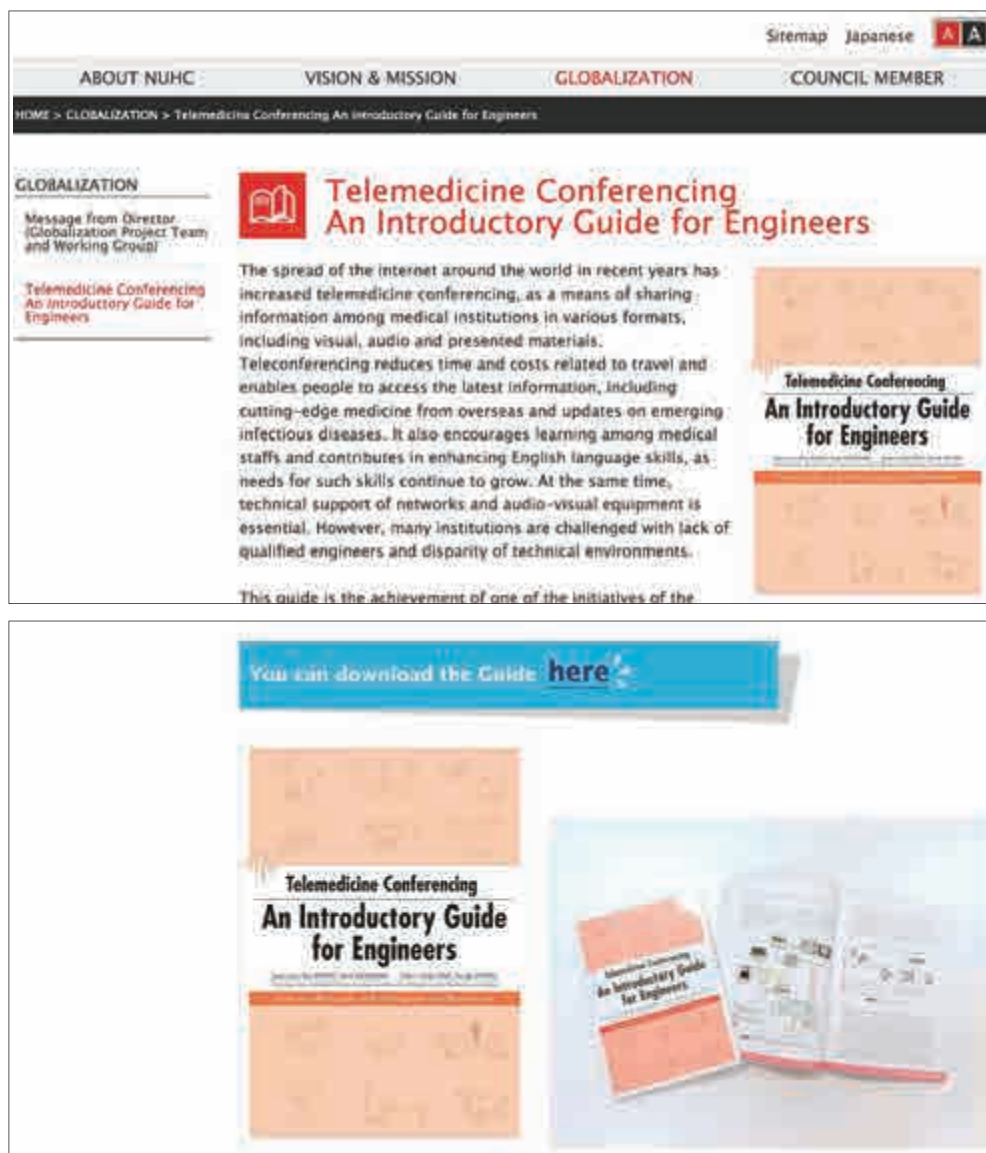 Sitemap Japanese A A
ABOUT NUHC VISION & MISSION GLOBALIZATION COUNCIL MEMBER
HOME > GLOBALIZATION > Telemedicine Conferencing An Introductory Guide for Engineers
GLOBALIZATION
Message from Director
(Globalization Project Team
and Working Group)
Telemedicine Conferencing
An Introductory Guide for
Engineers
Telemedicine Conferencing
An Introductory Guide for Engineers
The spread of the internet around the world in recent years has
increased telemedicine conferencing, as a means of sharing
information among medical institutions in various formats,
including visual, audio and presented materials.
Teleconferencing reduces time and costs related to travel and
enables people to access the latest information, including
cutting-edge medicine from overseas and updates on emerging
infectious diseases. It also encourages learning among medical
staffs and contributes in enhancing English language skills, as
needs for such skills continue to grow. At the same time,
technical support of networks and audio-visual equipment is
essential. However, many institutions are challenged with lack of
qualified engineers and disparity of technical environments.
This guide is the achievement of one of the initiatives of the
Telemedicine Conferencing
An Introductory Guide
for Engineers
You can download the Guide here
Telemedicine Conferencing
An Introductory Guide
for Engineers
Telemedicine Conferencing
An Introductory Guide
for Engineers